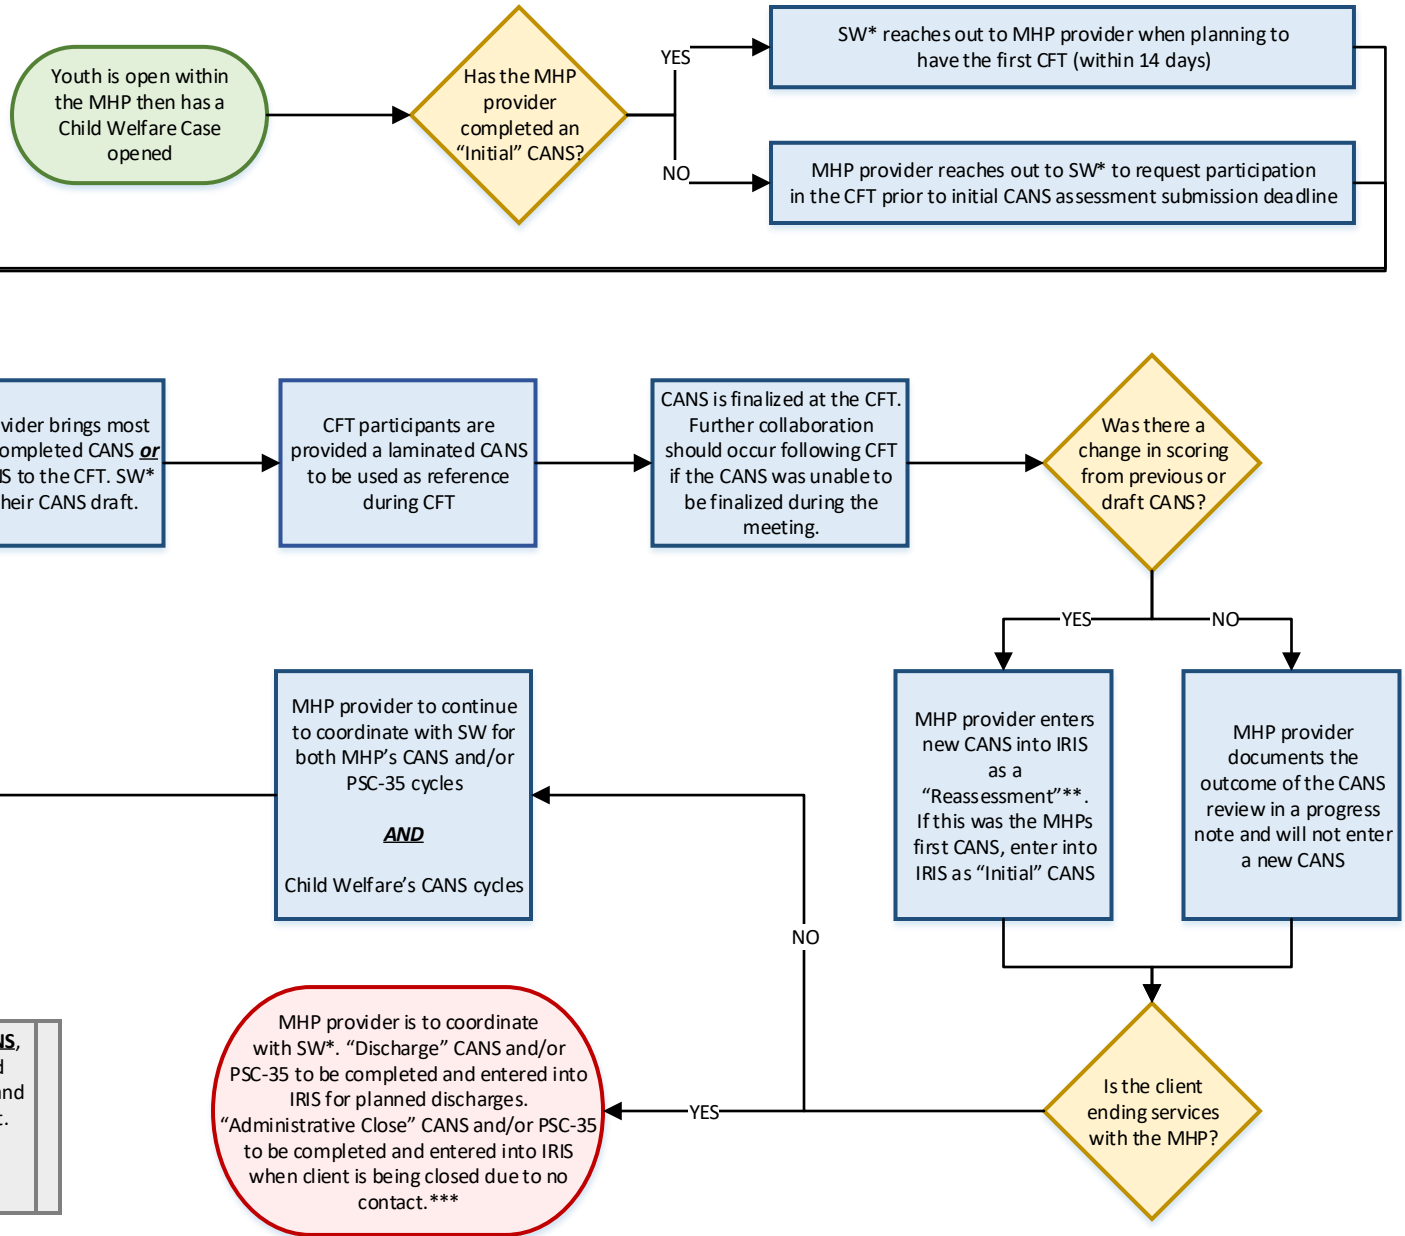 Youth is open within
the MHP then has a
Child Welfare Case
opened
Has the MHP
provider
completed an
“Initial” CANS?
YES
NO
SW* reaches out to MHP provider when planning to
have the first CFT (within 14 days)
MHP provider reaches out to SW* to request participation
in the CFT prior to initial CANS assessment submission deadline
brings most
completed CANS or
to the CFT. SW*
their CANS draft.
CFT participants are
provided a laminated CANS
to be used as reference
during CFT
CANS is finalized at the CFT.
Further collaboration
should occur following CFT
if the CANS was unable to
be finalized during the
meeting.
Was there a
change in scoring
from previous or
draft CANS?
YES
NO
MHP provider enters
new CANS into IRIS
as a
“Reassessment”**.
If this was the MHPs
first CANS, enter into
IRIS as “Initial” CANS
MHP provider
documents the
outcome of the CANS
review in a progress
note and will not enter
a new CANS
MHP provider to continue
to coordinate with SW for
both MHP’s CANS and/or
PSC-35 cycles
AND
Child Welfare’s CANS cycles
NO
MHP provider is to coordinate
with SW*. “Discharge” CANS and/or
PSC-35 to be completed and entered into
IRIS for planned discharges.
“Administrative Close” CANS and/or PSC-35
to be completed and entered into IRIS
when client is being closed due to no
contact.***
YES
Is the client
ending services
with the MHP?